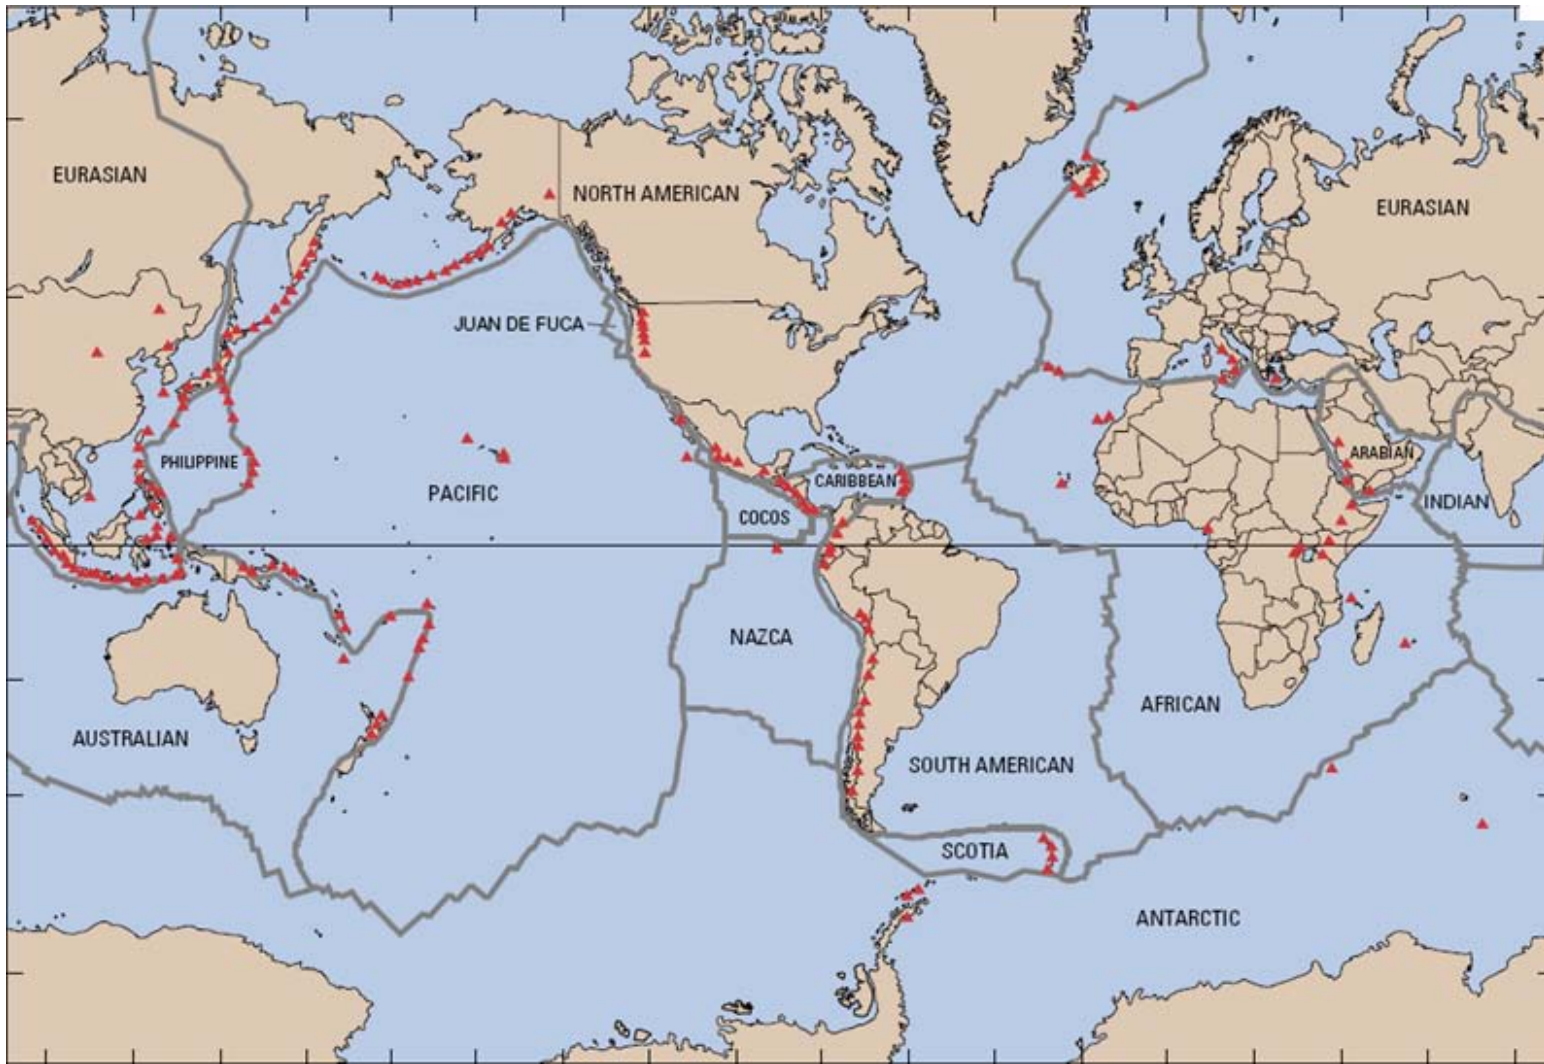 EURASIAN
NORTH AMERICAN
EURASIAN
JUAN DE FUCA
PHILIPPINE
PACIFIC
CARIBBEAN
ARABIAN
COCOS
INDIAN
NAZCA
AFRICAN
AUSTRALIAN
SOUTH AMERICAN
SCOTIA
ANTARCTIC